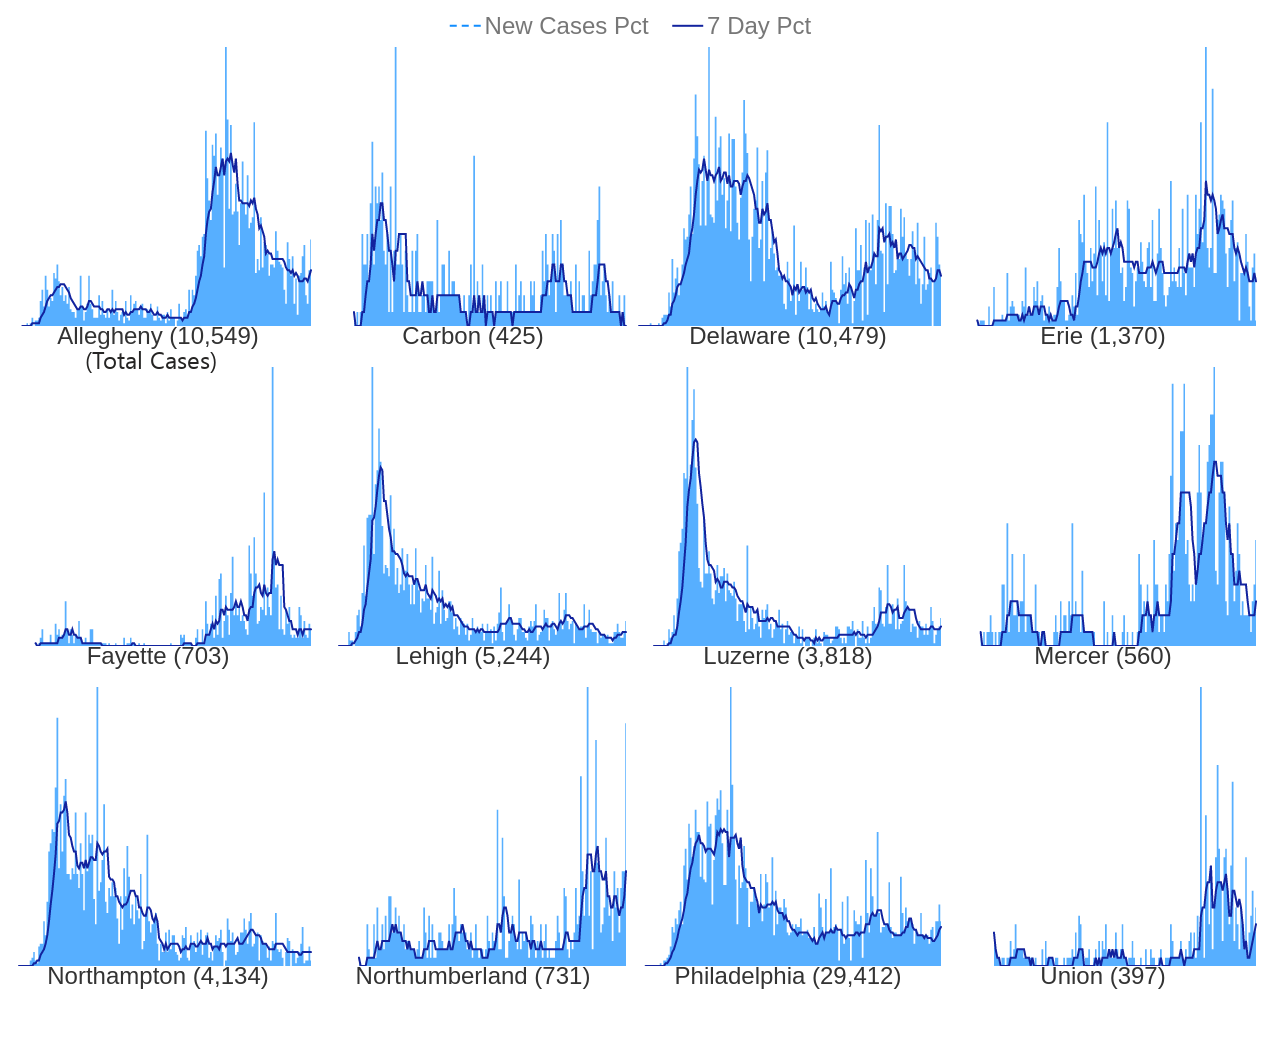 New Cases Pct 7 Day Pct
Allegheny (10,549) Carbon (425) Delaware (10,479) Erie (1,370)
(Total Cases)
Fayette (703) Lehigh (5,244) Luzerne (3,818) Mercer (560)
Northampton (4,134) Northumberland (731) Philadelphia (29,412) Union (397)